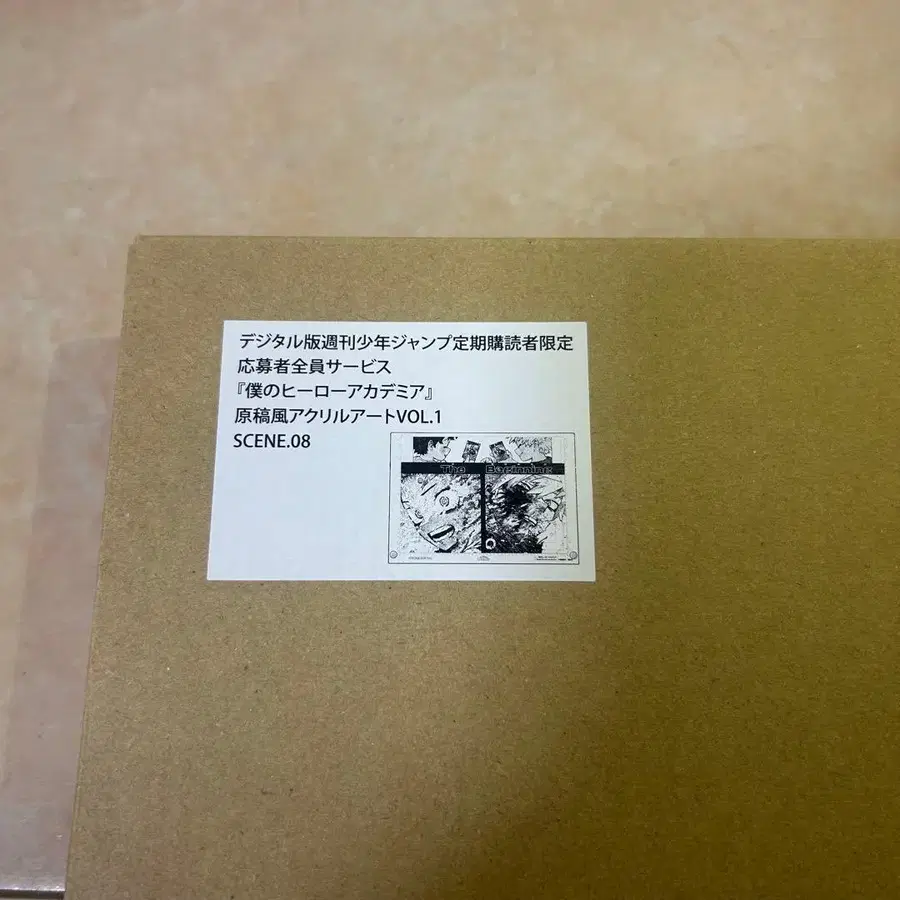 デジタル版週刊少年ジャンプ定期購読者限定
応募者全員サービス
『僕のヒーローアカデミア』
原稿風アクリルアートVOL.1
SCENE.08
The Beginning